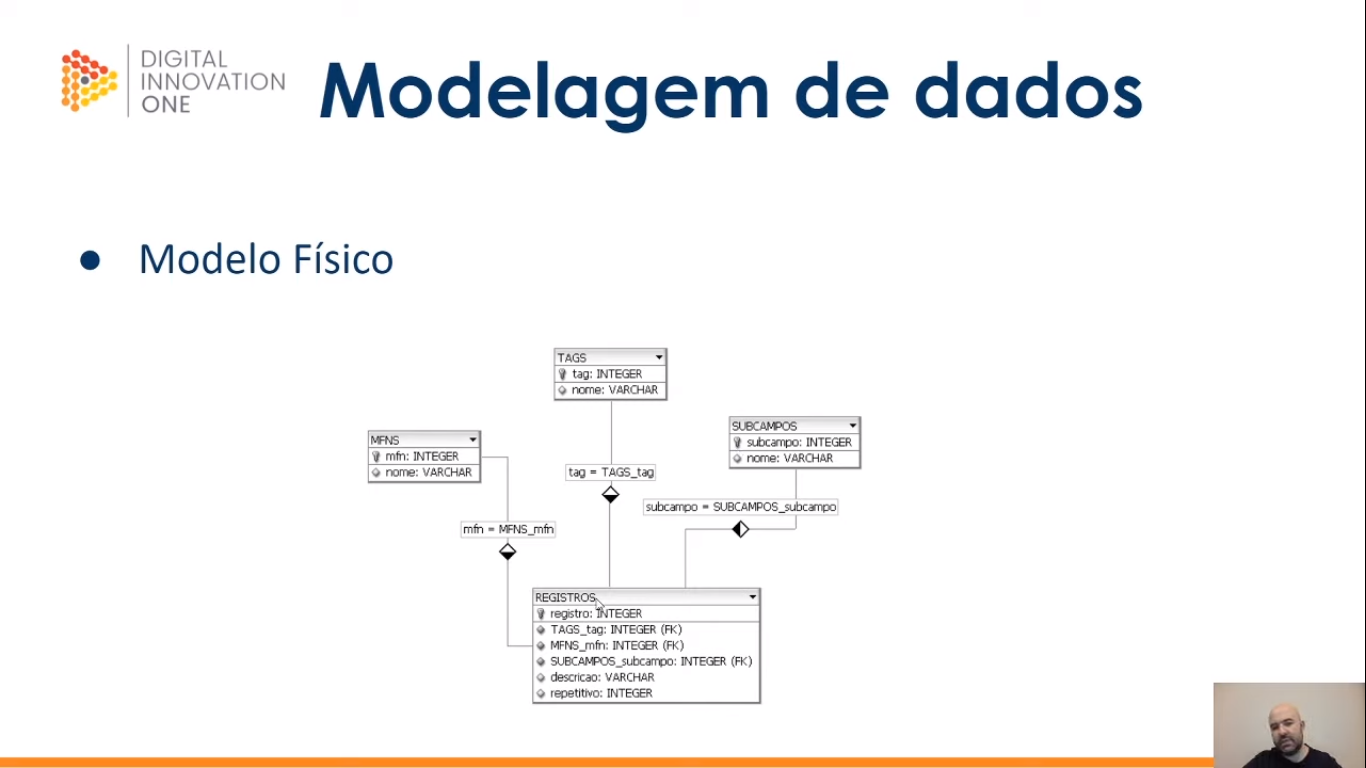 DIGITAL
INNOVATION
ONE
Modelagem de dados
● Modelo Físico
TAGS
tag: INTEGER
nome: VARCHAR
MFNS
mfn: INTEGER
nome: VARCHAR
SUBCAMPOS
subcampo: INTEGER
nome: VARCHAR
tag = TAGS_tag
subcampo = SUBCAMPOS_subcampo
mfn = MFNS_mfn
REGISTROS
registro: INTEGER
TAGS_tag: INTEGER (FK)
MFNS_mfn: INTEGER (FK)
SUBCAMPOS_subcampo: INTEGER (FK)
descricao: VARCHAR
repetitivo: INTEGER